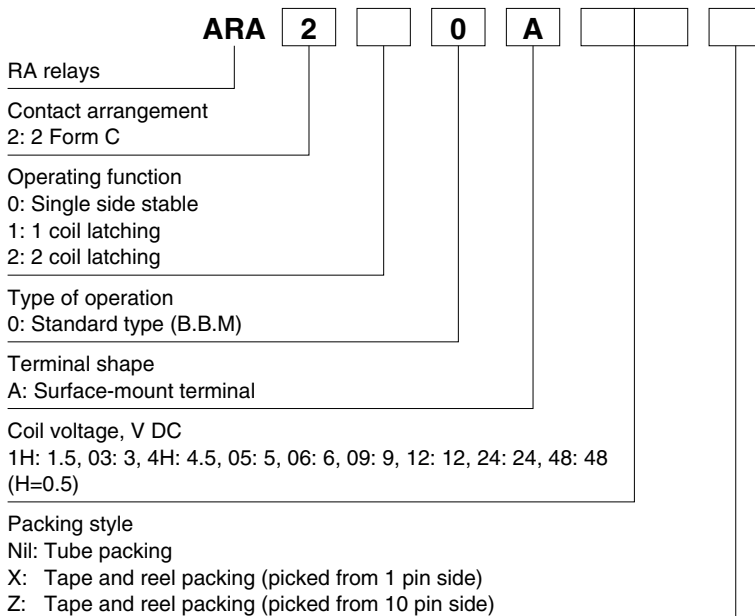 ARA 2 0 A
RA relays
Contact arrangement
2: 2 Form C
Operating function
0: Single side stable
1: 1 coil latching
2: 2 coil latching
Type of operation
0: Standard type (B.B.M)
Terminal shape
A: Surface-mount terminal
Coil voltage, V DC
1H: 1.5, 03: 3, 4H: 4.5, 05: 5, 06: 6, 09: 9, 12: 12, 24: 24, 48: 48
(H=0.5)
Packing style
Nil: Tube packing
X: Tape and reel packing (picked from 1 pin side)
Z: Tape and reel packing (picked from 10 pin side)